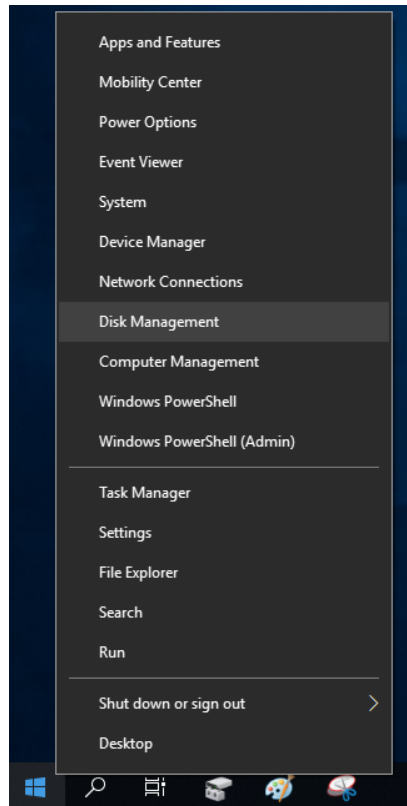 Apps and Features
Mobility Center
Power Options
Event Viewer
System
Device Manager
Network Connections
Disk Management
Computer Management
Windows PowerShell
Windows PowerShell (Admin)
Task Manager
Settings
File Explorer
Search
Run
Shut down or sign out
Desktop